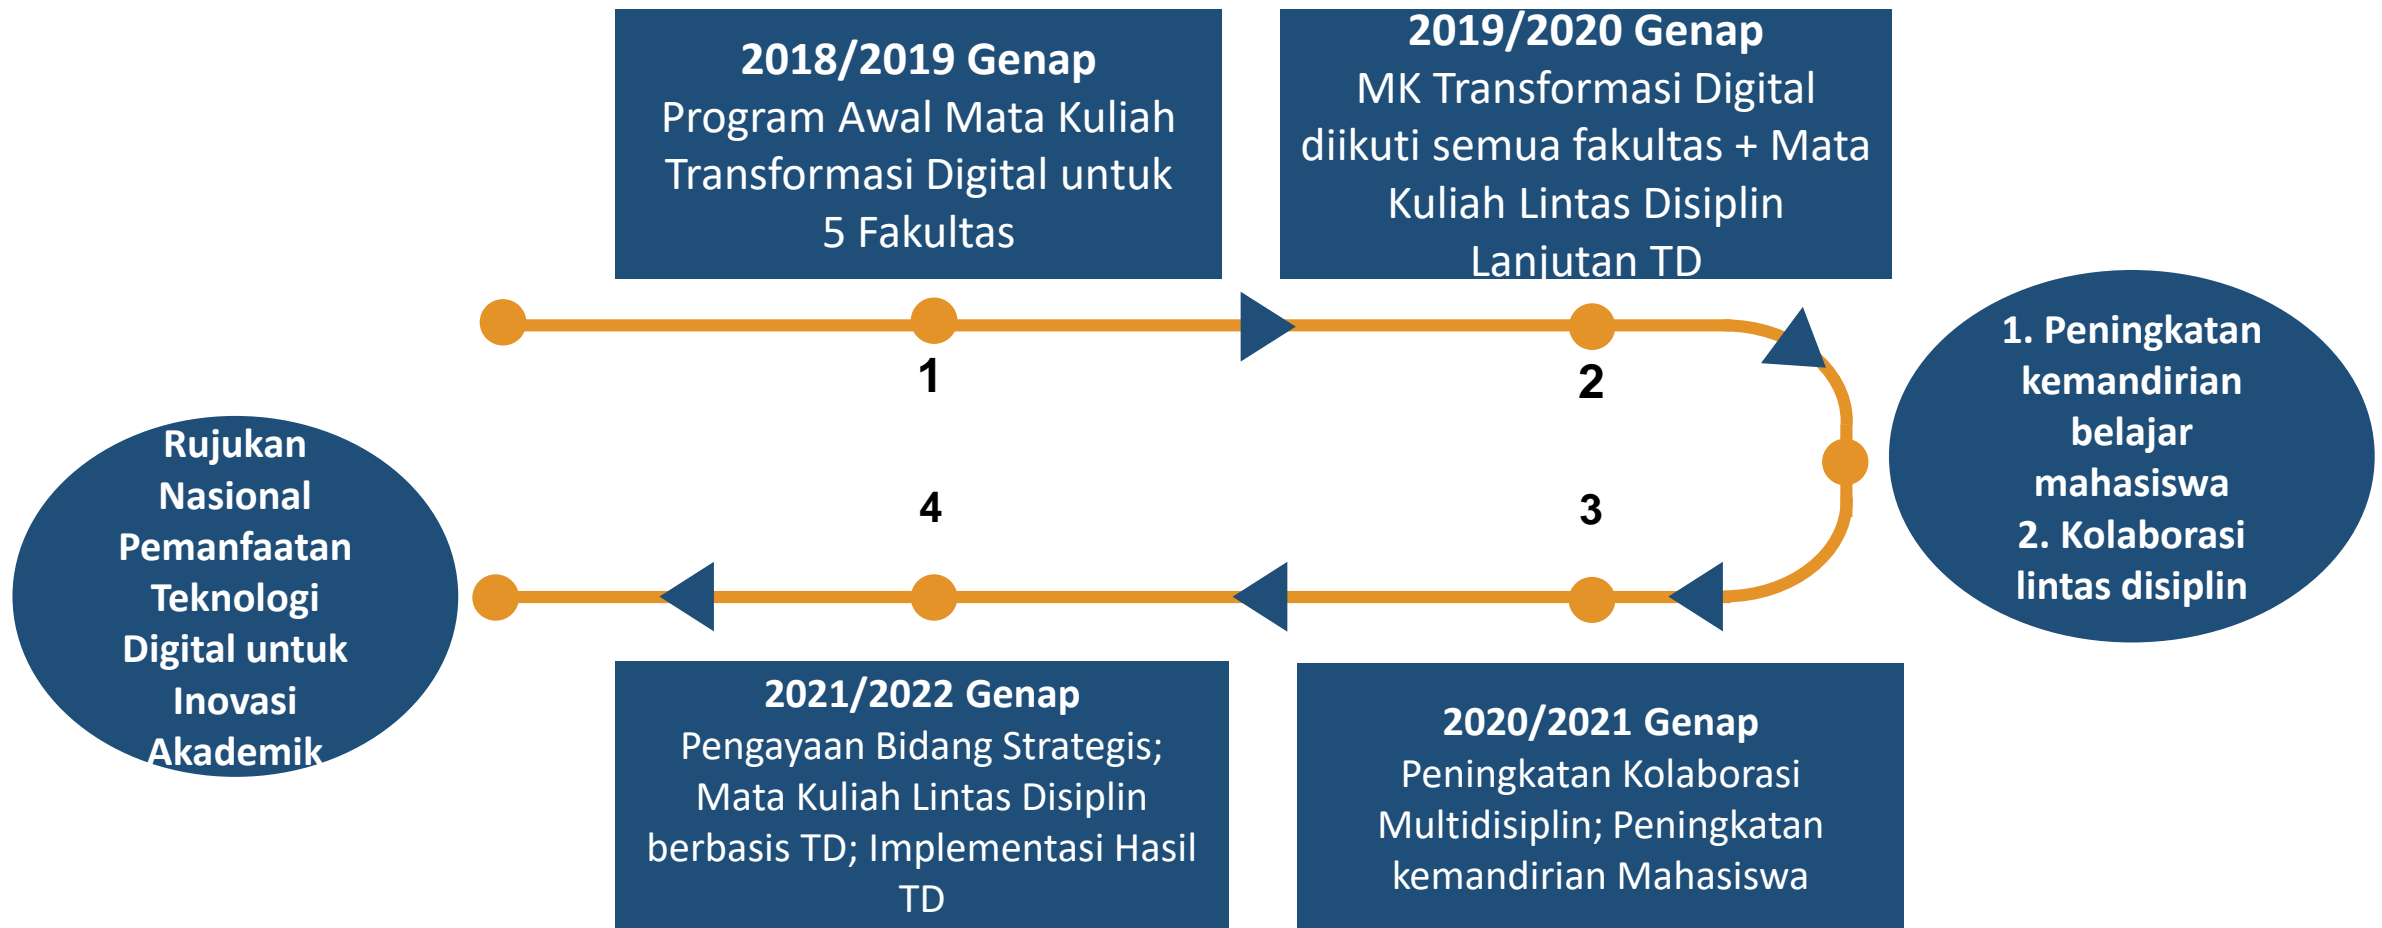 2018/2019 Genap
Program Awal Mata Kuliah
Transformasi Digital untuk
5 Fakultas
2019/2020 Genap
MK Transformasi Digital
diikuti semua fakultas + Mata
Kuliah Lintas Disiplin
Lanjutan TD
1
2
1. Peningkatan
kemandirian
belajar
mahasiswa
2. Kolaborasi
lintas disiplin
3
4
2020/2021 Genap
Peningkatan Kolaborasi
Multidisiplin; Peningkatan
kemandirian Mahasiswa
2021/2022 Genap
Pengayaan Bidang Strategis;
Mata Kuliah Lintas Disiplin
berbasis TD; Implementasi Hasil
TD
Rujukan
Nasional
Pemanfaatan
Teknologi
Digital untuk
Inovasi
Akademik